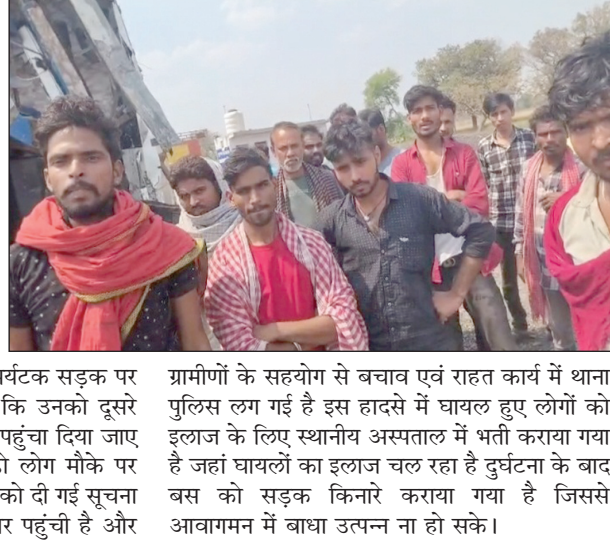 र्यटक सड़क पर
कि उनको दूसरे
पहुंचा दिया जाए
लोग मौके पर
को दी गई सूचना
र पहुंची है और
ग्रामीणों के सहयोग से बचाव एवं राहत कार्य में थाना
पुलिस लग गई है इस हादसे में घायल हुए लोगों को
इलाज के लिए स्थानीय अस्पताल में भती कराया गया
है जहां घायलों का इलाज चल रहा है दुर्घटना के बाद
बस को सड़क किनारे कराया गया है जिससे
आवागमन में बाधा उत्पन्न ना हो सके।